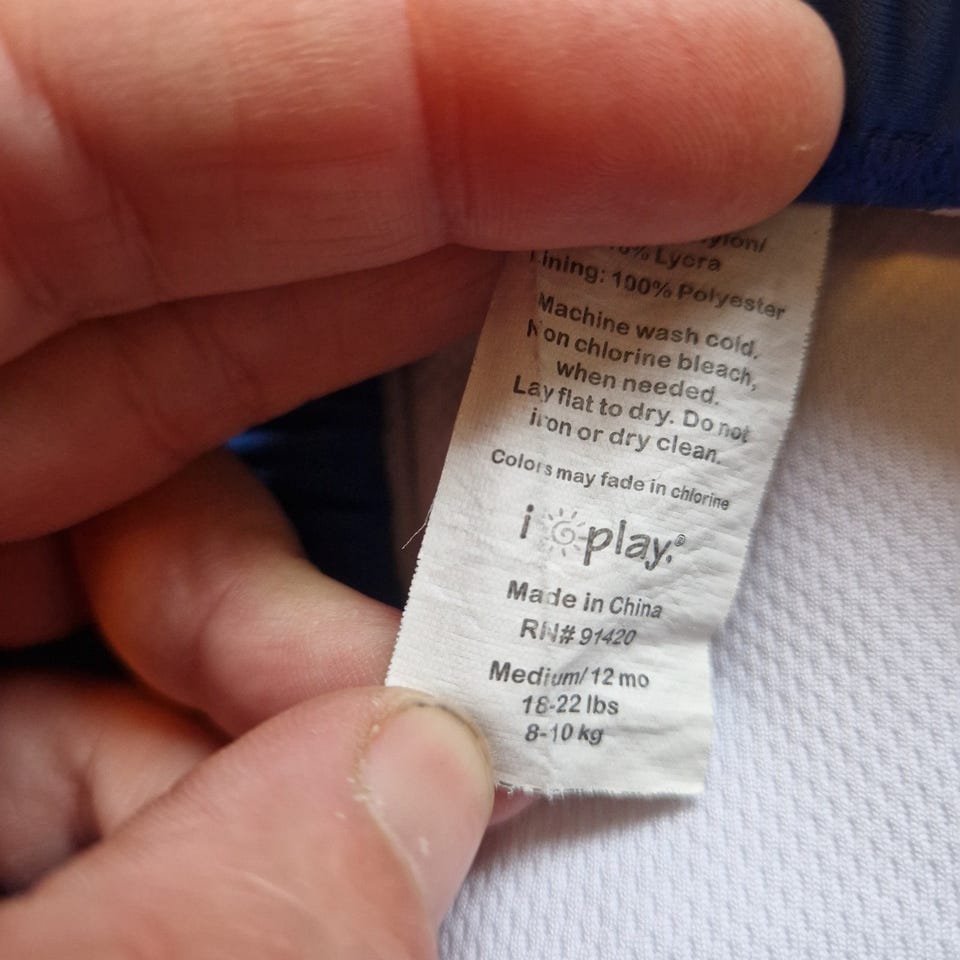 % Lycra
Lining: 100% Polyester
Machine wash cold.
Non chlorine bleach,
when needed.
Lay flat to dry. Do not
iron or dry clean.
Colors may fade in chlorine
i play.®
Made in China
RN# 91420
Medium/ 12 mo
18-22 lbs
8-10 kg